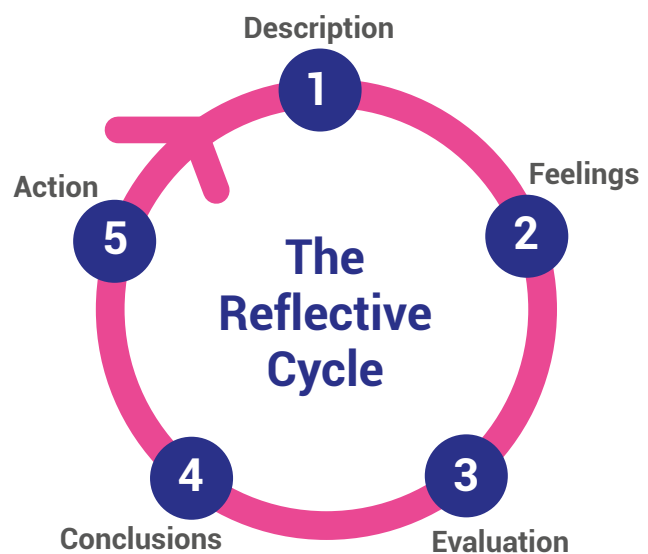 Description
1
Feelings
2
Action
5
The
Reflective
Cycle
4
3
Conclusions
Evaluation